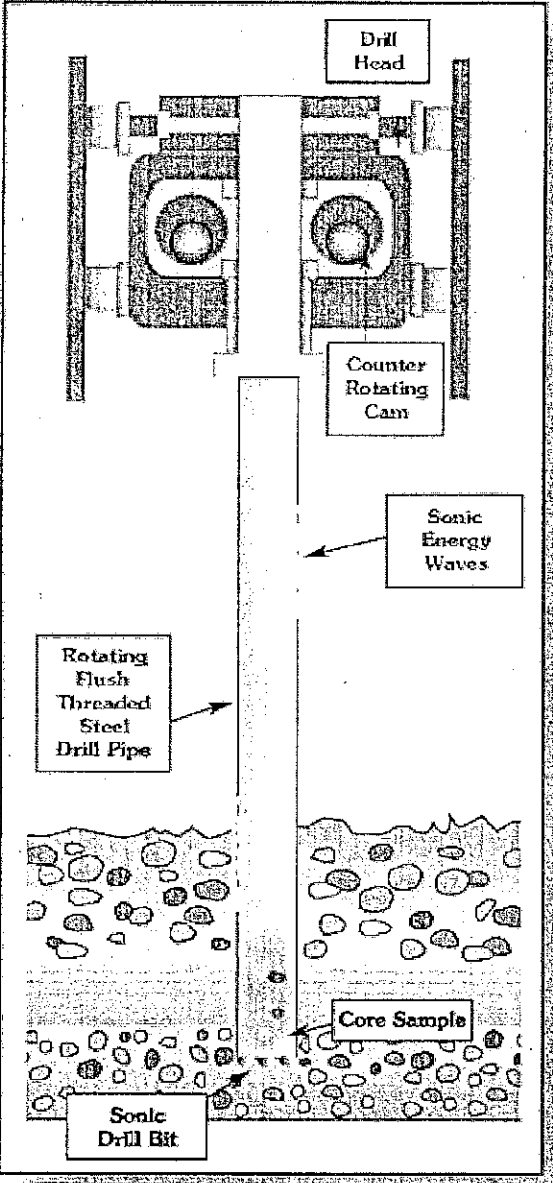 Drill
Head
Counter
Rotating
Cam
Sonic
Energy
Waves
Rotating
Flush
Threaded
Steel
Drill Pipe
Core Sample
Sonic
Drill Bit